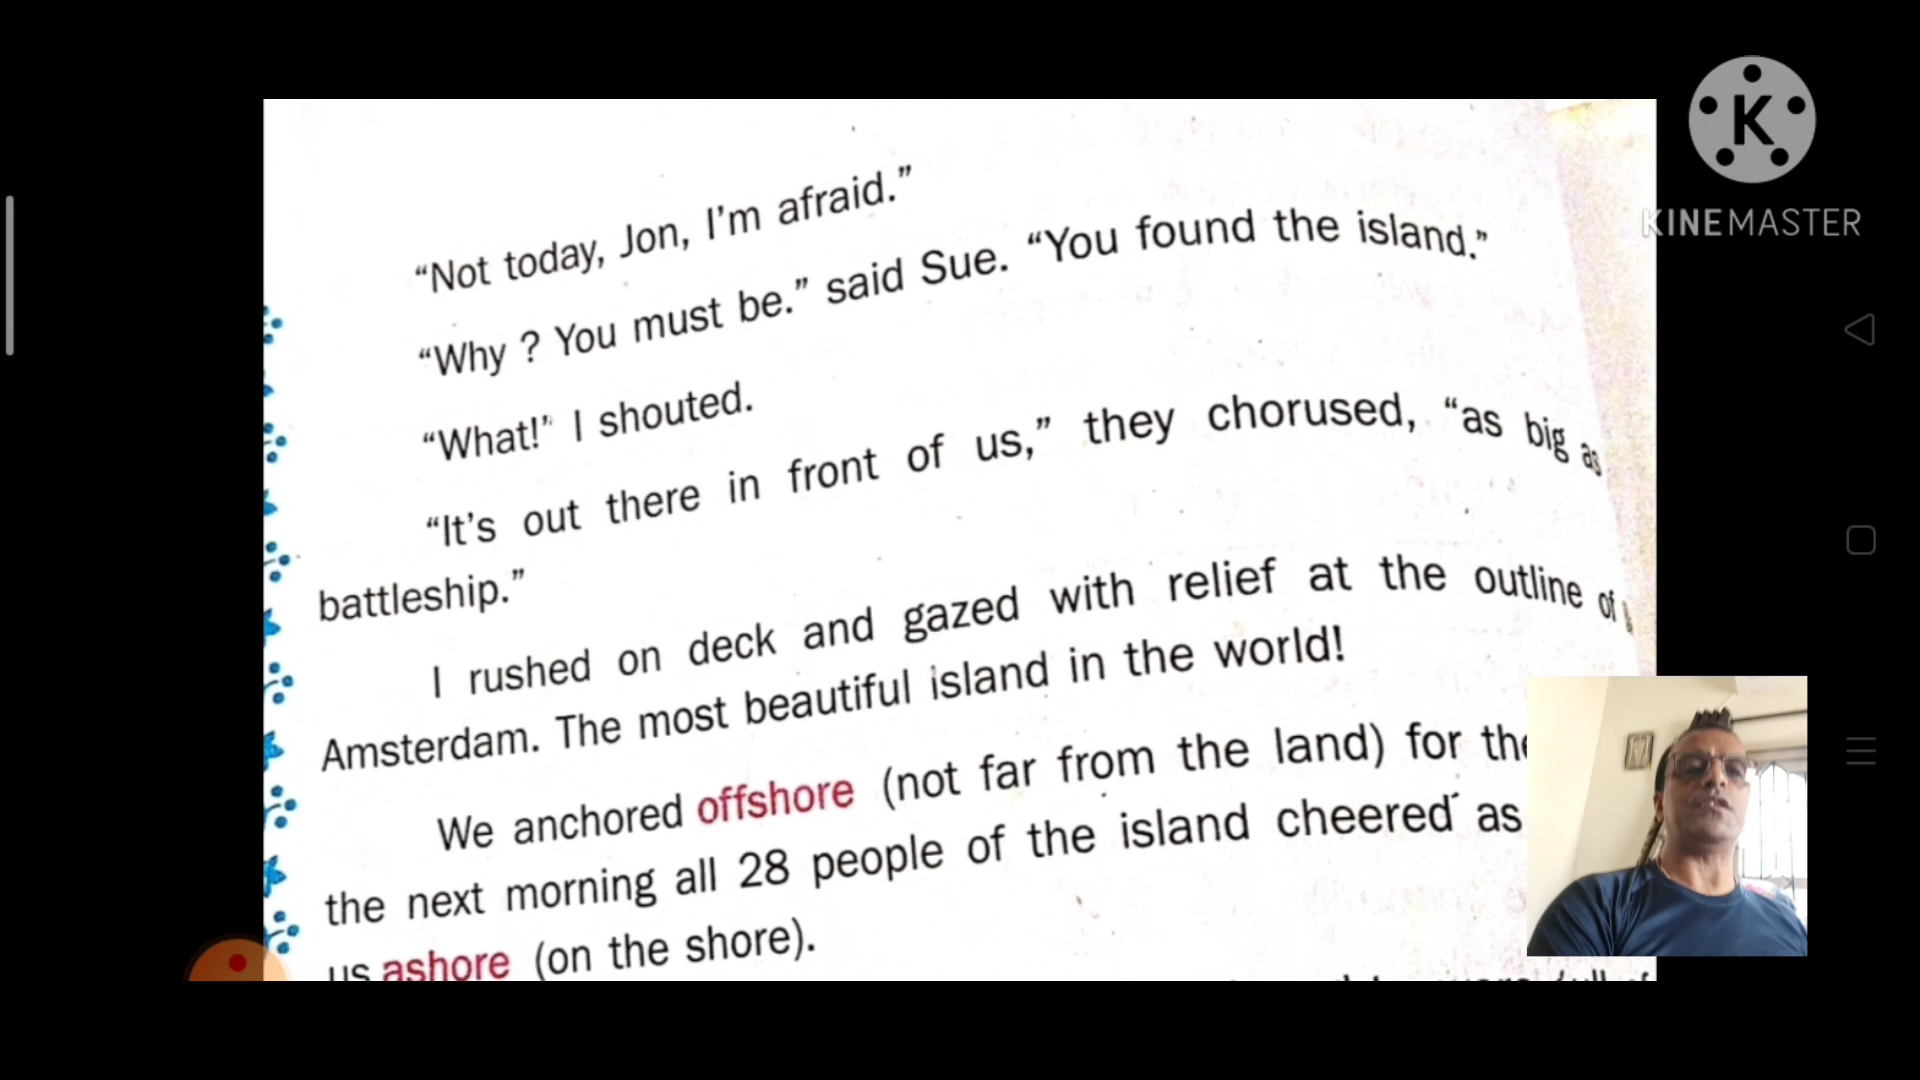 “Not today, Jon, I’m afraid.”
“Why ? You must be.” said Sue. “You found the island.”
“What!” I shouted.
“It’s out there in front of us,” they chorused, “as big as
battleship.”
I rushed on deck and gazed with relief at the outline of
Amsterdam. The most beautiful island in the world!
We anchored offshore (not far from the land) for the
the next morning all 28 people of the island cheered as
us ashore (on the shore).
K
KINEMASTER